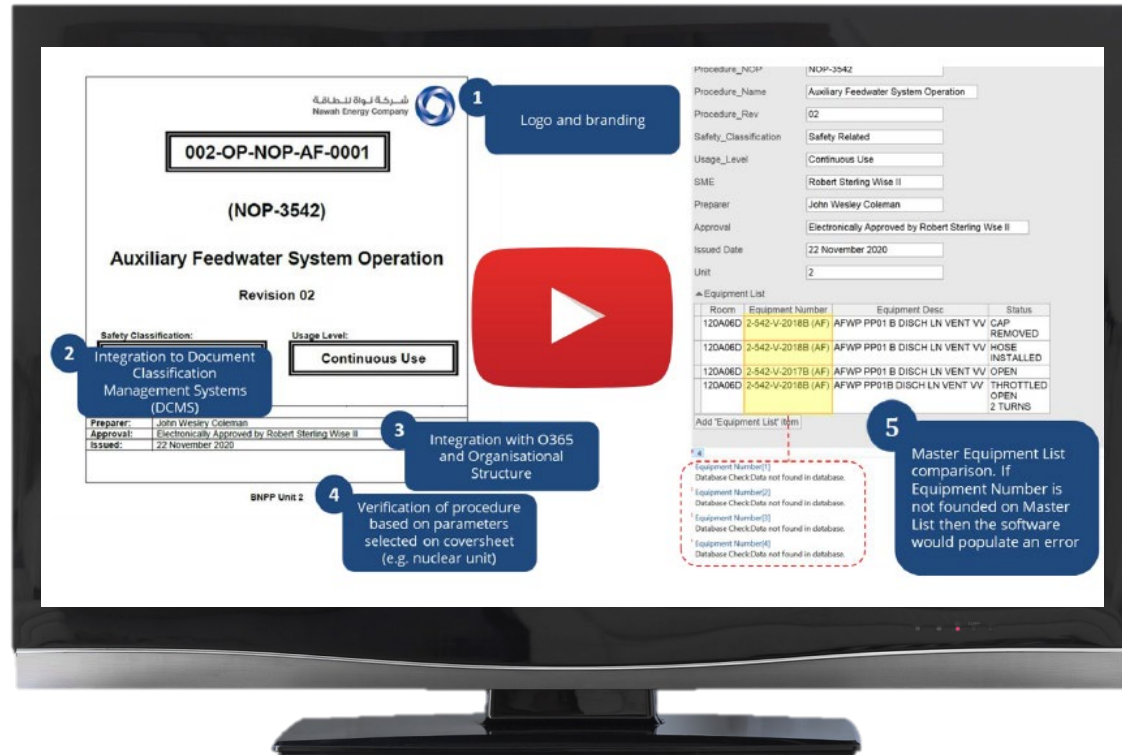 شركة نواة للطاقة
Nawah Energy Company
002-OP-NOP-AF-0001
(NOP-3542)
Auxiliary Feedwater System Operation
Revision 02
Safety Classification:
Usage Level:
Continuous Use
Preparer: John Wesley Coleman
Approval: Electronically Approved by Robert Sterling Wise II
Issued: 22 November 2020
BNPP Unit 2
1
Logo and branding
2
Integration to Document
Classification
Management Systems
(DCMS)
3
Integration with O365
and Organisational
Structure
4
Verification of procedure
based on parameters
selected on coversheet
(e.g. nuclear unit)
Procedure_NOP NOP-3542
Procedure_Name Auxiliary Feedwater System Operation
Procedure_Rev 02
Safety_Classification Safety Related
Usage_Level Continuous Use
SME Robert Sterling Wise II
Preparer John Wesley Coleman
Approval Electronically Approved by Robert Sterling Wse II
Issued Date 22 November 2020
Unit 2
Equipment List
Room Equipment Number Equipment Desc Status
120A06D 2-542-V-2018B (AF) AFWP PP01 B DISCH LN VENT VV CAP
REMOVED
120A06D 2-542-V-2018B (AF) AFWP PP01 B DISCH LN VENT VV HOSE
INSTALLED
120A06D 2-542-V-2017B (AF) AFWP PP01 B DISCH LN VENT VV OPEN
120A06D 2-542-V-2018B (AF) AFWP PP01B DISCH LN VENT VV THROTTLED
OPEN
2 TURNS
Add 'Equipment List' item
4
Equipment Number[1]
Database Check:Data not found in database.
Equipment Number[2]
Database Check:Data not found in database.
Equipment Number[3]
Database Check:Data not found in database.
Equipment Number[4]
Database Check:Data not found in database.
5
Master Equipment List
comparison. If
Equipment Number is
not founded on Master
List then the software
would populate an error